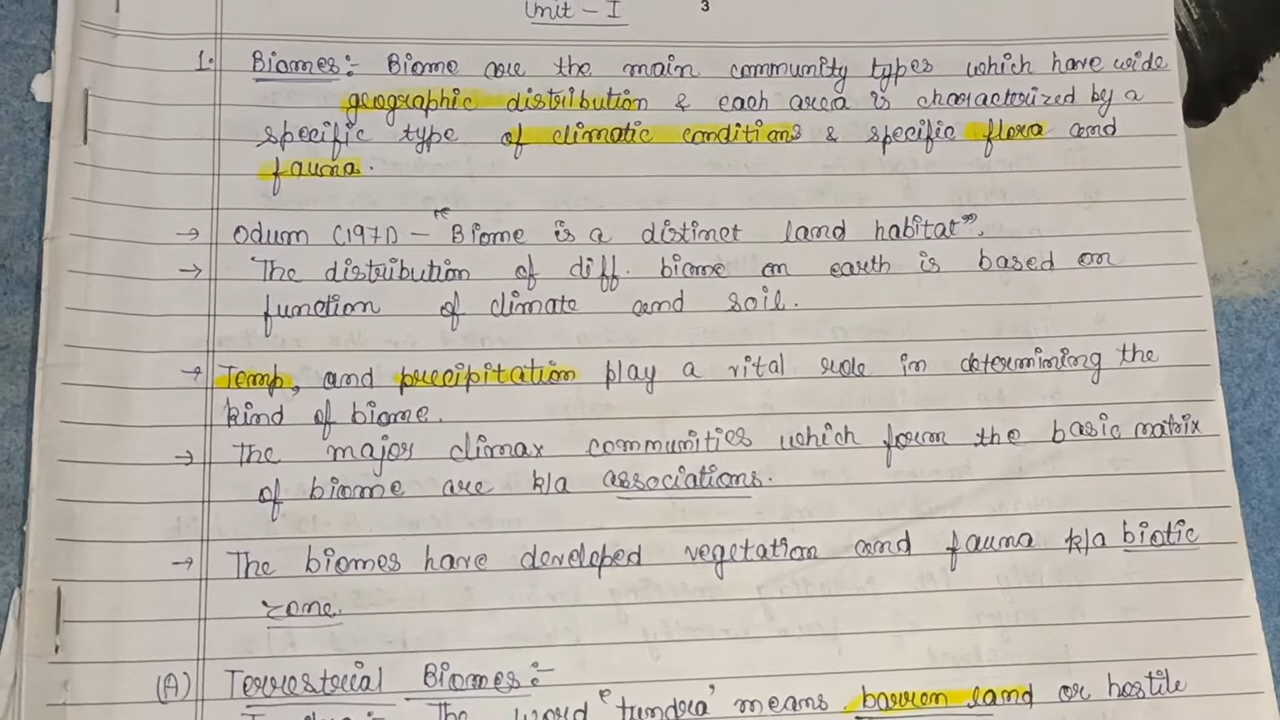 Unit - I
3
1. Biomes:- Biome are the main community types which have wide
geographic distribution & each area is characterized by a
specific type of climatic conditions & specific flora and
fauna.
→ Odum (1971) - "Biome is a distinct land habitat".
→ The distribution of diff. biome on earth is based on
function of climate and soil.
→ Temp, and precipitation play a vital role in determining the
kind of biome.
→ The major climax communities which form the basic matrix
of biome are k/a associations.
→ The biomes have developed vegetation and fauna k/a biotic
zone.
(A) Terrestrial Biomes:-
The word 'tundra' means barren land or hostile